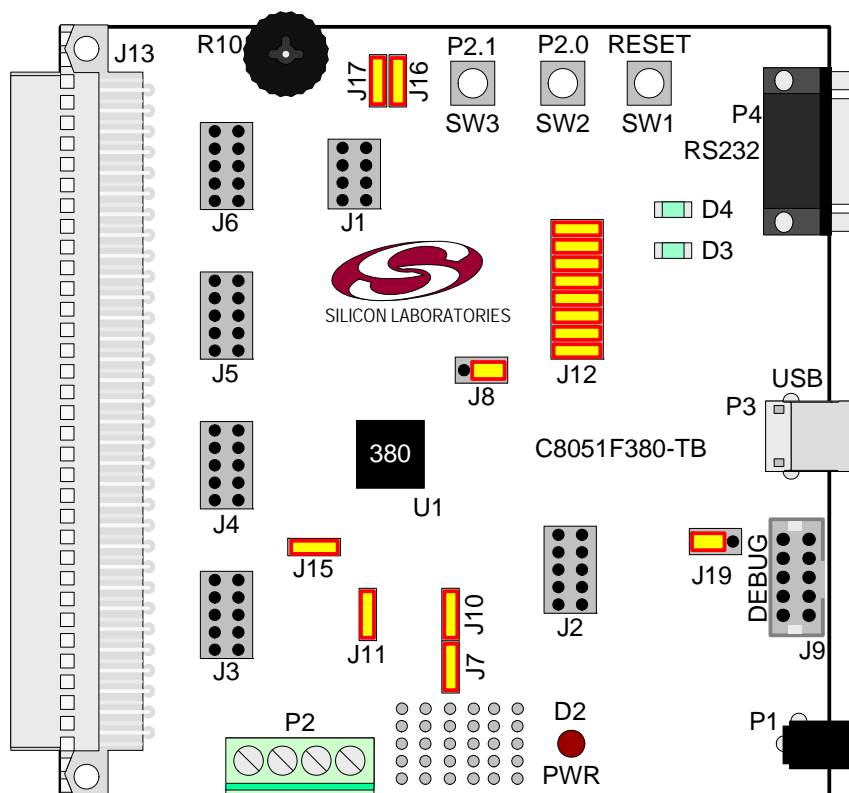 J13
R10
J17
J16
P2.1
P2.0
RESET
SW3
SW2
SW1
P4
RS232
J6
J1
D4
D3
SILICON LABORATORIES
J5
J8
J12
USB
P3
380
C8051F380-TB
U1
J4
J15
J19
DEBUG
J10
J2
J3
J11
J7
J9
P2
D2
P1
PWR